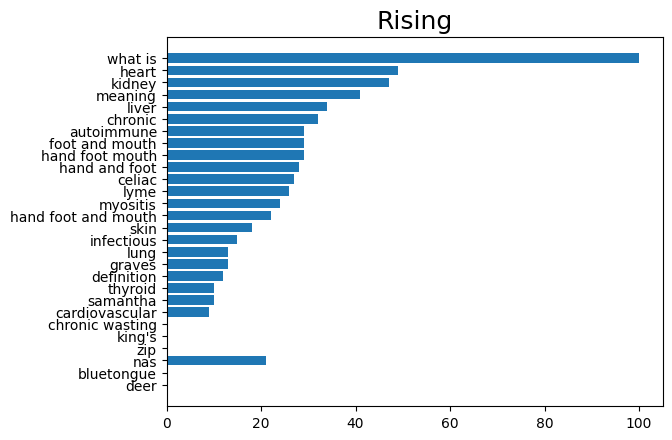 Rising
what is
heart
kidney
meaning
liver
chronic
autoimmune
foot and mouth
hand foot mouth
hand and foot
celiac
lyme
myositis
hand foot and mouth
skin
infectious
lung
graves
definition
thyroid
samantha
cardiovascular
chronic wasting
king's
zip
nas
bluetongue
deer
0 20 40 60 80 100